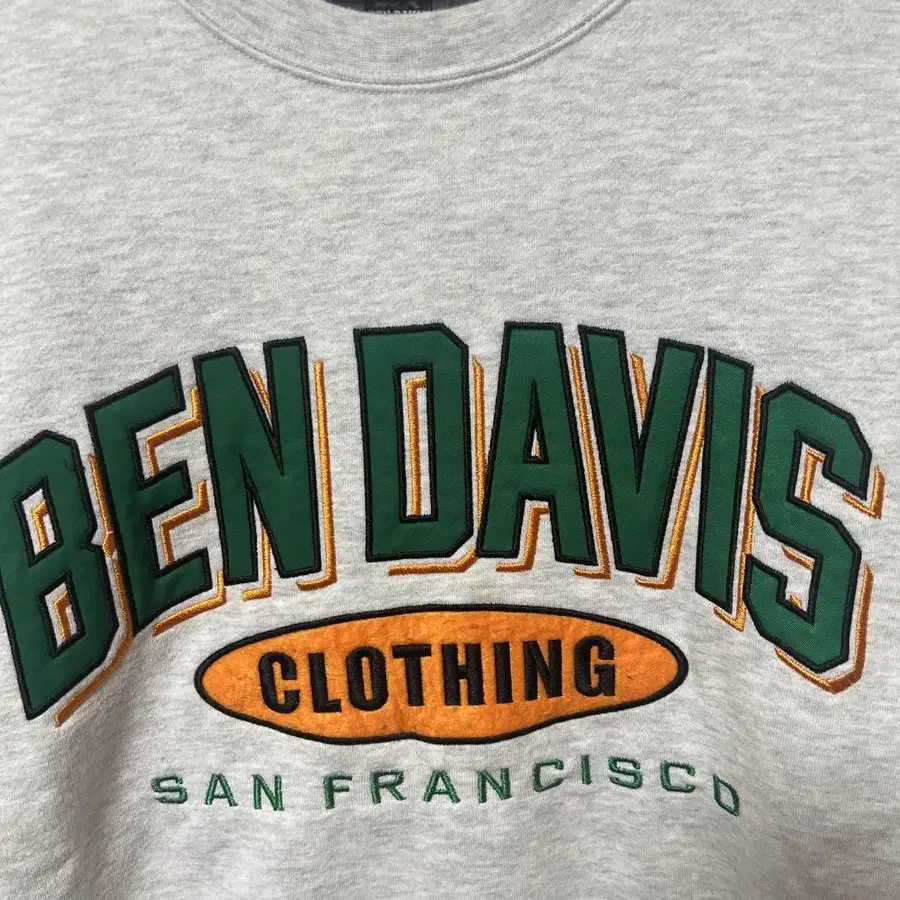 BEN DAVIS
CLOTHING
SAN FRANCISCO